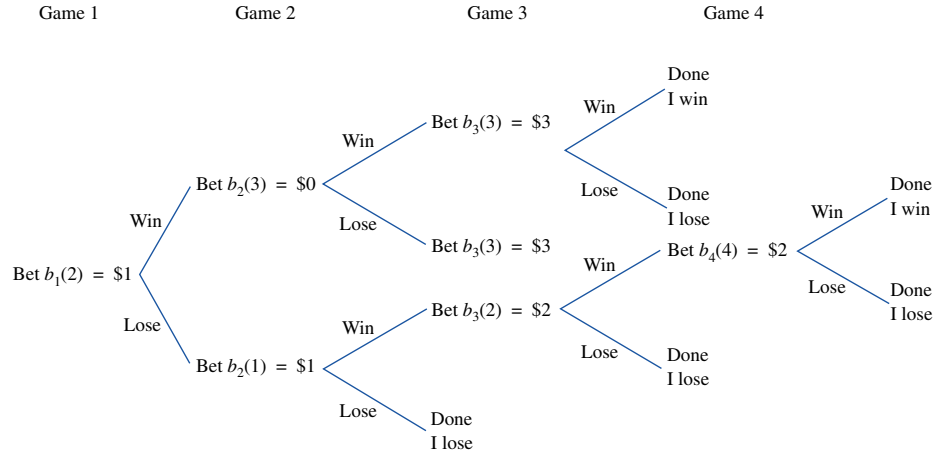 Game 1 Game 2 Game 3 Game 4
Done
I win
Win
Bet b₃(3) = $3
Win
Lose
Done
I lose
Bet b₂(3) = $0
Lose
Win
Bet b₃(3) = $3
Done
I win
Win
Win
Bet b₄(4) = $2
Bet b₁(2) = $1
Lose
Done
I lose
Bet b₃(2) = $2
Lose
Win
Lose
Done
I lose
Bet b₂(1) = $1
Lose
Done
I lose